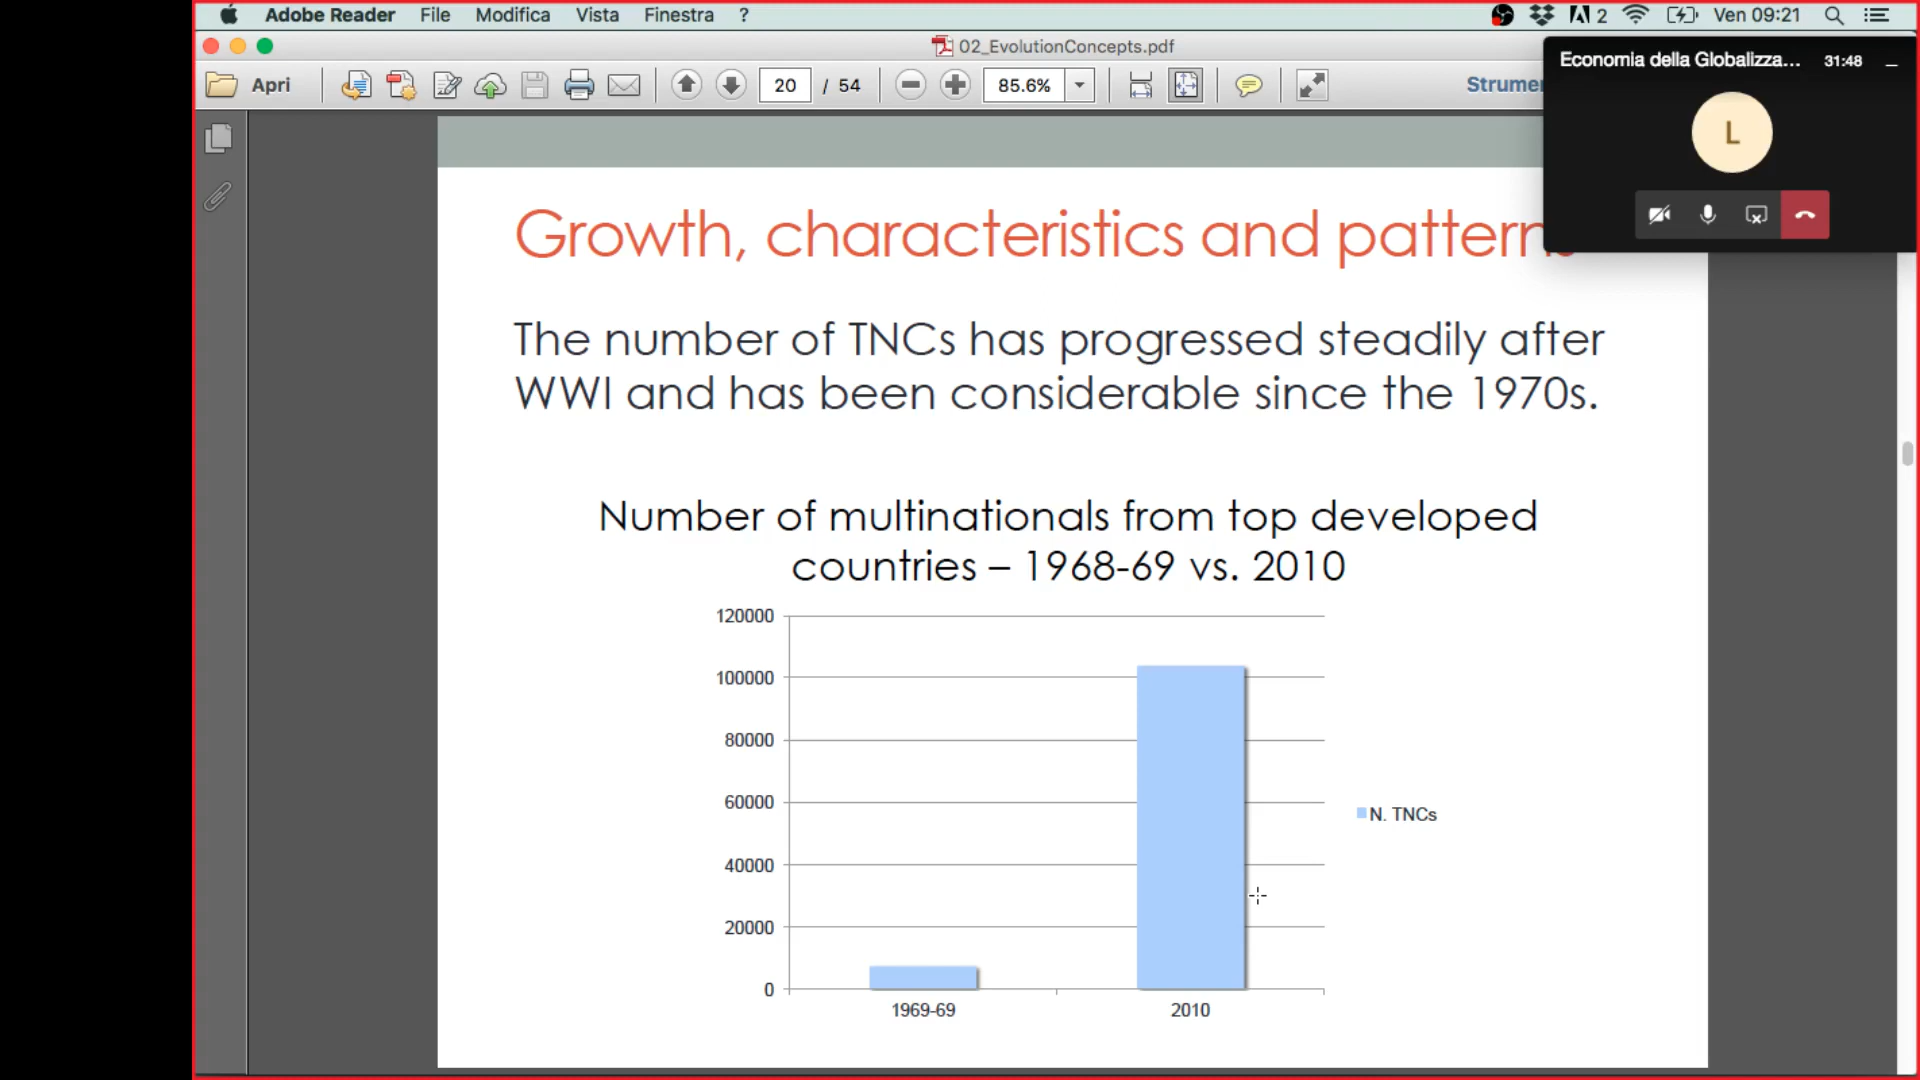 Adobe Reader File Modifica Vista Finestra ? 2 Ven 09:21
02_EvolutionConcepts.pdf
Economia della Globalizza... 31:48
Apri 20 / 54 85.6%
L
Growth, characteristics and
The number of TNCs has progressed steadily after
WWI and has been considerable since the 1970s.
Number of multinationals from top developed
countries – 1968-69 vs. 2010
120000
100000
80000
60000
40000
20000
0
N. TNCs
1969-69 2010